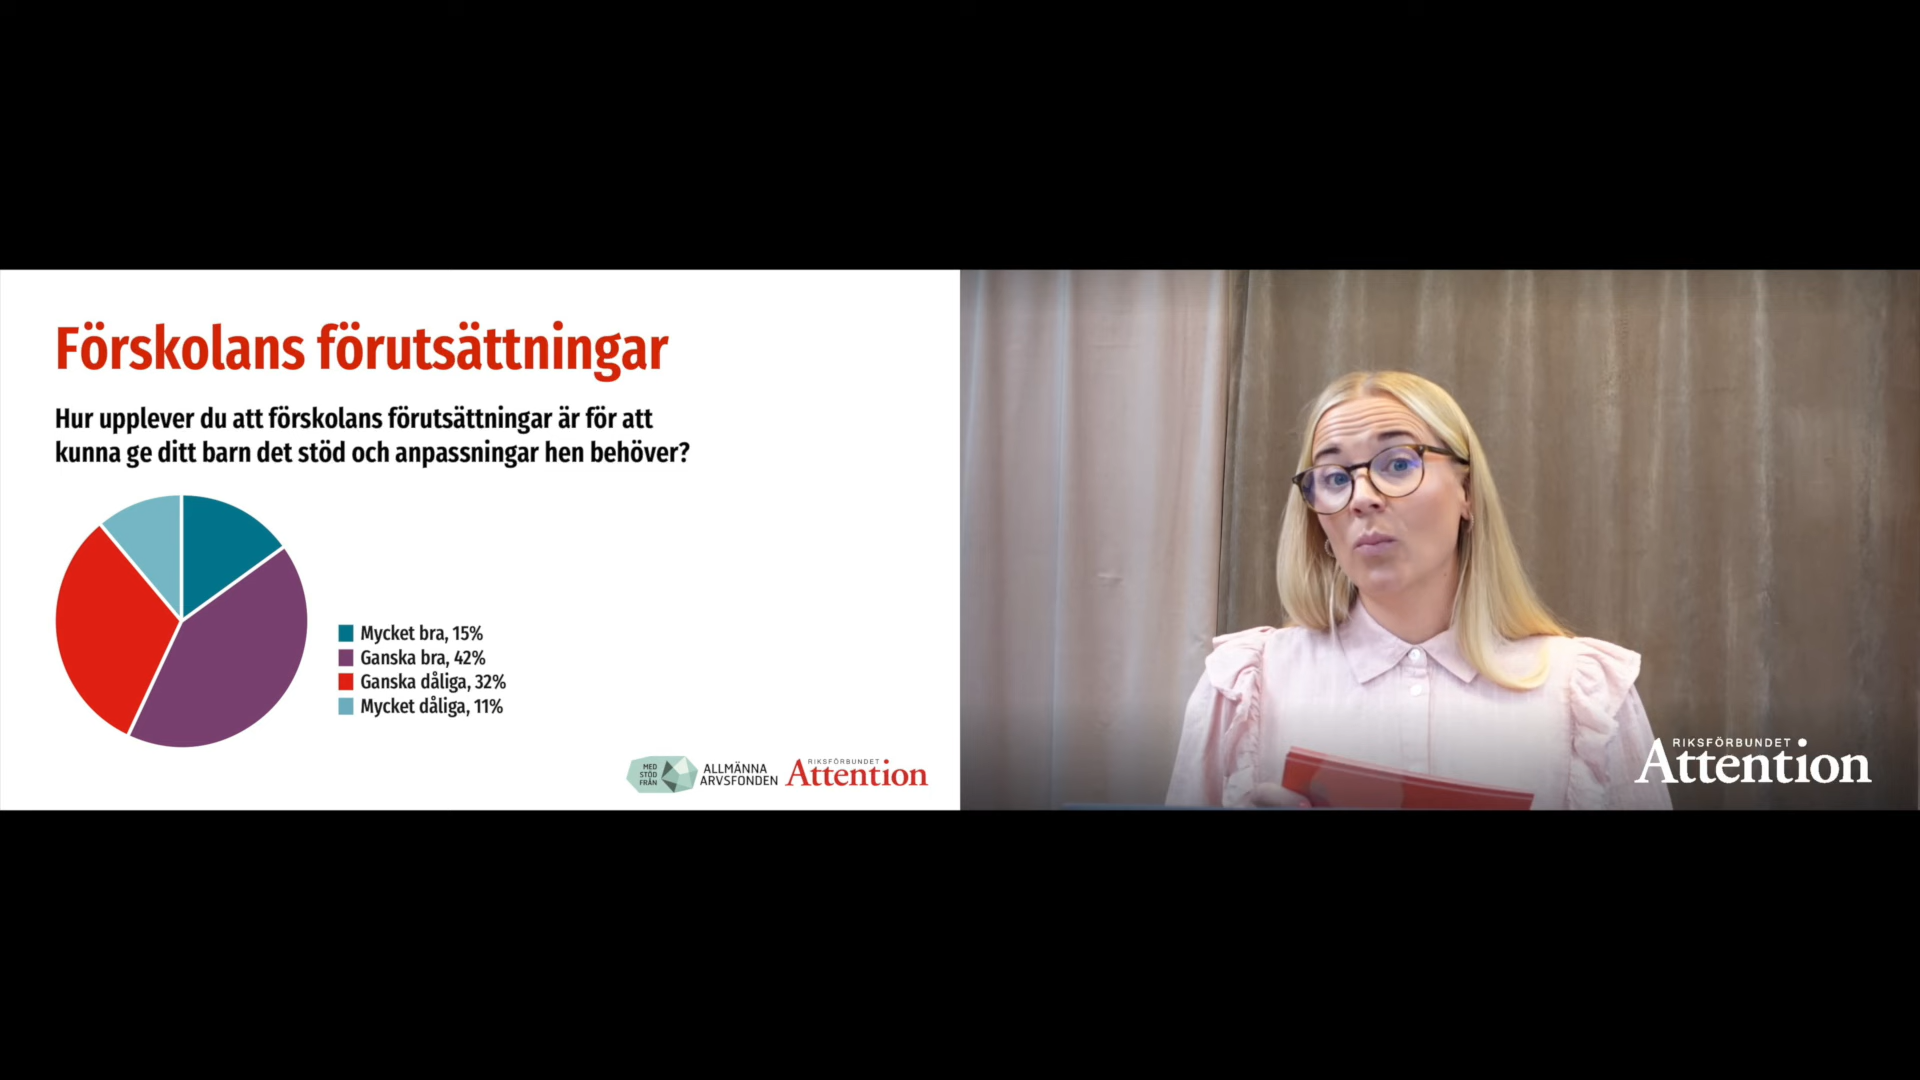 Förskolans förutsättningar
Hur upplever du att förskolans förutsättningar är för att
kunna ge ditt barn det stöd och anpassningar hen behöver?
Mycket bra, 15%
Ganska bra, 42%
Ganska dåliga, 32%
Mycket dåliga, 11%
MED
STÖD
FRÅN
ALLMÄNNA
ARVSFONDEN
RIKSFÖRBUNDET
Attention
RIKSFÖRBUNDET
Attention